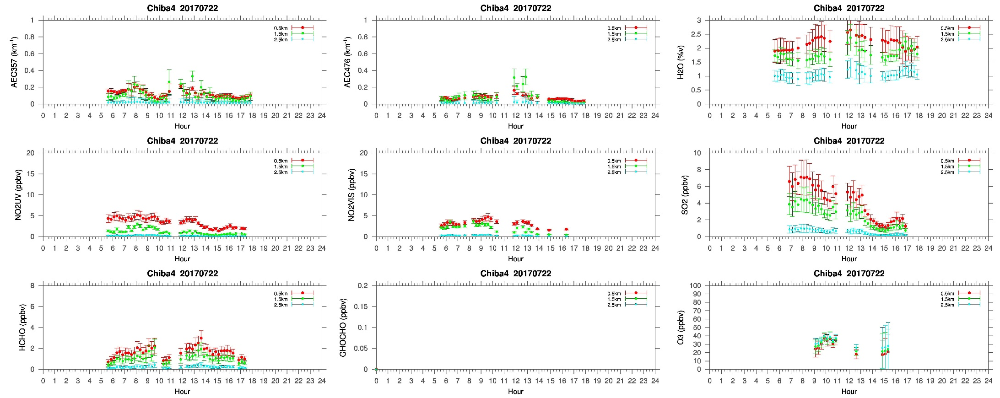 Chiba4 20170722
AEC357 (km-1)
1
0.8
0.6
0.4
0.2
0
0.5km
1.5km
2.5km
0 1 2 3 4 5 6 7 8 9 10 11 12 13 14 15 16 17 18 19 20 21 22 23 24
Hour
Chiba4 20170722
AEC476 (km-1)
1
0.8
0.6
0.4
0.2
0
0.5km
1.5km
2.5km
0 1 2 3 4 5 6 7 8 9 10 11 12 13 14 15 16 17 18 19 20 21 22 23 24
Hour
Chiba4 20170722
H2O (%v)
3
2.5
2
1.5
1
0.5
0
0.5km
1.5km
2.5km
0 1 2 3 4 5 6 7 8 9 10 11 12 13 14 15 16 17 18 19 20 21 22 23 24
Hour
Chiba4 20170722
NO2UV (ppbv)
20
15
10
5
0
0.5km
1.5km
2.5km
0 1 2 3 4 5 6 7 8 9 10 11 12 13 14 15 16 17 18 19 20 21 22 23 24
Hour
Chiba4 20170722
NO2VIS (ppbv)
20
15
10
5
0
0.5km
1.5km
2.5km
0 1 2 3 4 5 6 7 8 9 10 11 12 13 14 15 16 17 18 19 20 21 22 23 24
Hour
Chiba4 20170722
SO2 (ppbv)
10
8
6
4
2
0
0.5km
1.5km
2.5km
0 1 2 3 4 5 6 7 8 9 10 11 12 13 14 15 16 17 18 19 20 21 22 23 24
Hour
Chiba4 20170722
HCHO (ppbv)
8
6
4
2
0
0.5km
1.5km
2.5km
0 1 2 3 4 5 6 7 8 9 10 11 12 13 14 15 16 17 18 19 20 21 22 23 24
Hour
Chiba4 20170722
CHOCHO (ppbv)
0.2
0.15
0.1
0.05
0
0.5km
1.5km
2.5km
0 1 2 3 4 5 6 7 8 9 10 11 12 13 14 15 16 17 18 19 20 21 22 23 24
Hour
Chiba4 20170722
O3 (ppbv)
100
90
80
70
60
50
40
30
20
10
0
0.5km
1.5km
2.5km
0 1 2 3 4 5 6 7 8 9 10 11 12 13 14 15 16 17 18 19 20 21 22 23 24
Hour